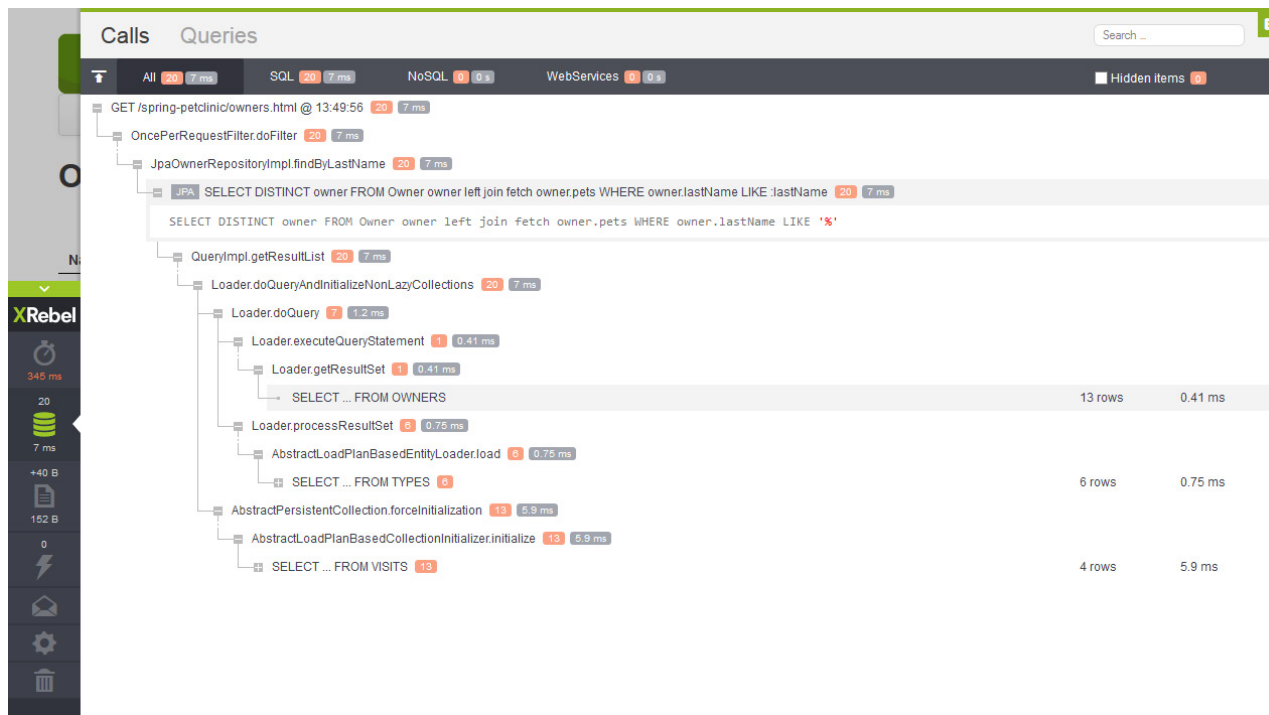 Calls Queries Search ...
All 20 7 ms SQL 20 7 ms NoSQL 0 0 s WebServices 0 0 s Hidden items 0
GET /spring-petclinic/owners.html @ 13:49:56 20 7 ms
OncePerRequestFilter.doFilter 20 7 ms
JpaOwnerRepositoryImpl.findByLastName 20 7 ms
O
JPA SELECT DISTINCT owner FROM Owner owner left join fetch owner.pets WHERE owner.lastName LIKE :lastName 20 7 ms
SELECT DISTINCT owner FROM Owner owner left join fetch owner.pets WHERE owner.lastName LIKE '%'
QueryImpl.getResultList 20 7 ms
Loader.doQueryAndInitializeNonLazyCollections 20 7 ms
Loader.doQuery 7 1.2 ms
Loader.executeQueryStatement 1 0.41 ms
Loader.getResultSet 1 0.41 ms
SELECT ... FROM OWNERS 13 rows 0.41 ms
Loader.processResultSet 6 0.75 ms
AbstractLoadPlanBasedEntityLoader.load 6 0.75 ms
SELECT ... FROM TYPES 6 6 rows 0.75 ms
AbstractPersistentCollection.forceInitialization 13 5.9 ms
AbstractLoadPlanBasedCollectionInitializer.initialize 13 5.9 ms
SELECT ... FROM VISITS 13 4 rows 5.9 ms
XRebel
345 ms
20
7 ms
+40 B
152 B
0